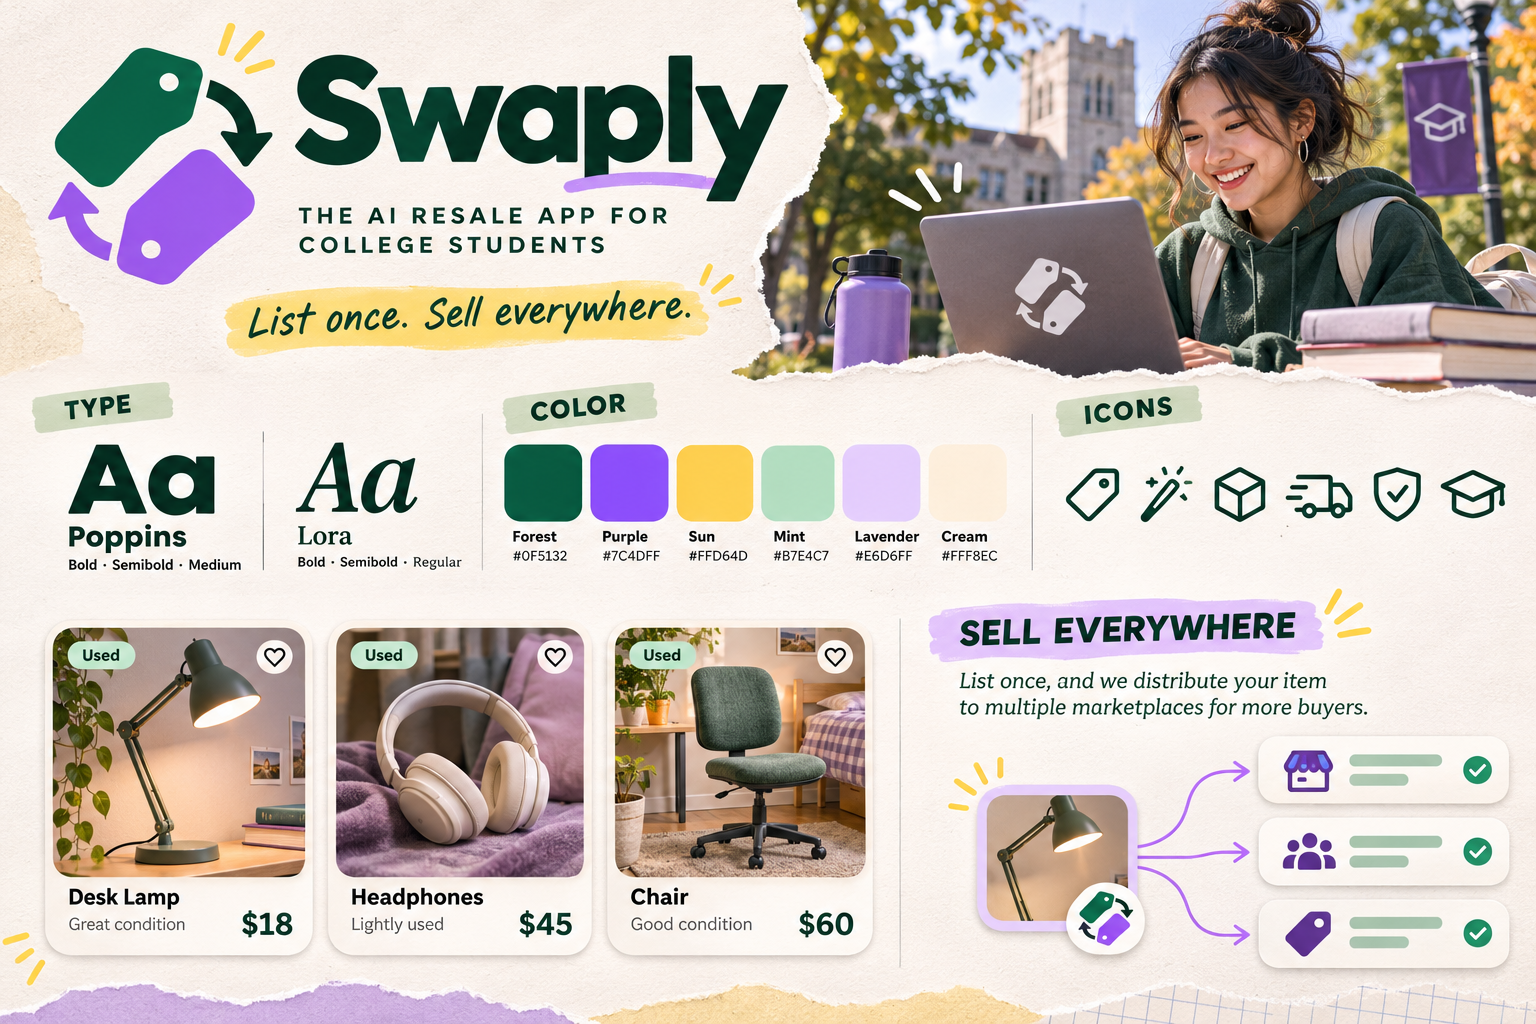 Swaply
THE AI RESALE APP FOR
COLLEGE STUDENTS
List once. Sell everywhere.
TYPE
Aa
Poppins
Bold · Semibold · Medium
Aa
Lora
Bold · Semibold · Regular
COLOR
Forest
#0F5132
Purple
#7C4DFF
Sun
#FFD64D
Mint
#B7E4C7
Lavender
#E6D6FF
Cream
#FFF8EC
ICONS
Used
Desk Lamp
Great condition
$18
Used
Headphones
Lightly used
$45
Used
Chair
Good condition
$60
SELL EVERYWHERE
List once, and we distribute your item
to multiple marketplaces for more buyers.